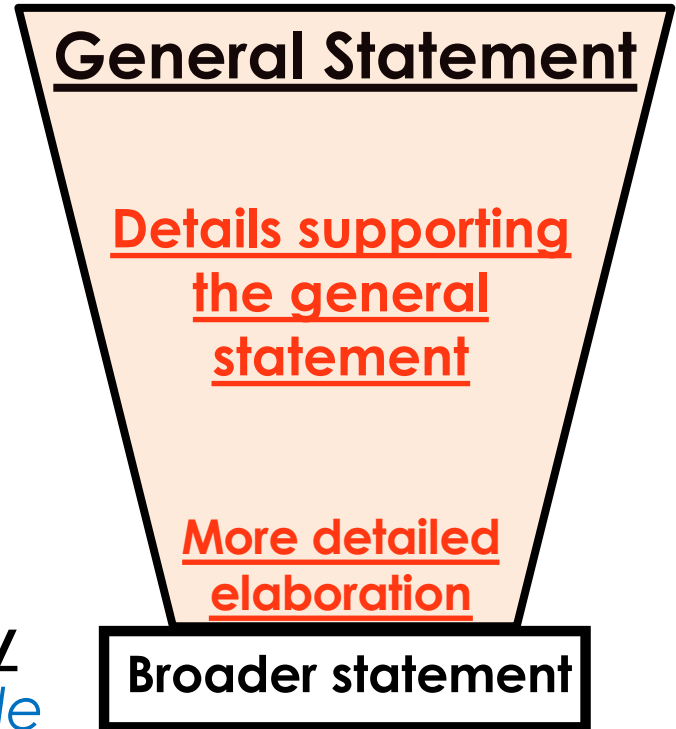 General Statement
Details supporting
the general
statement
More detailed
elaboration
Broader statement